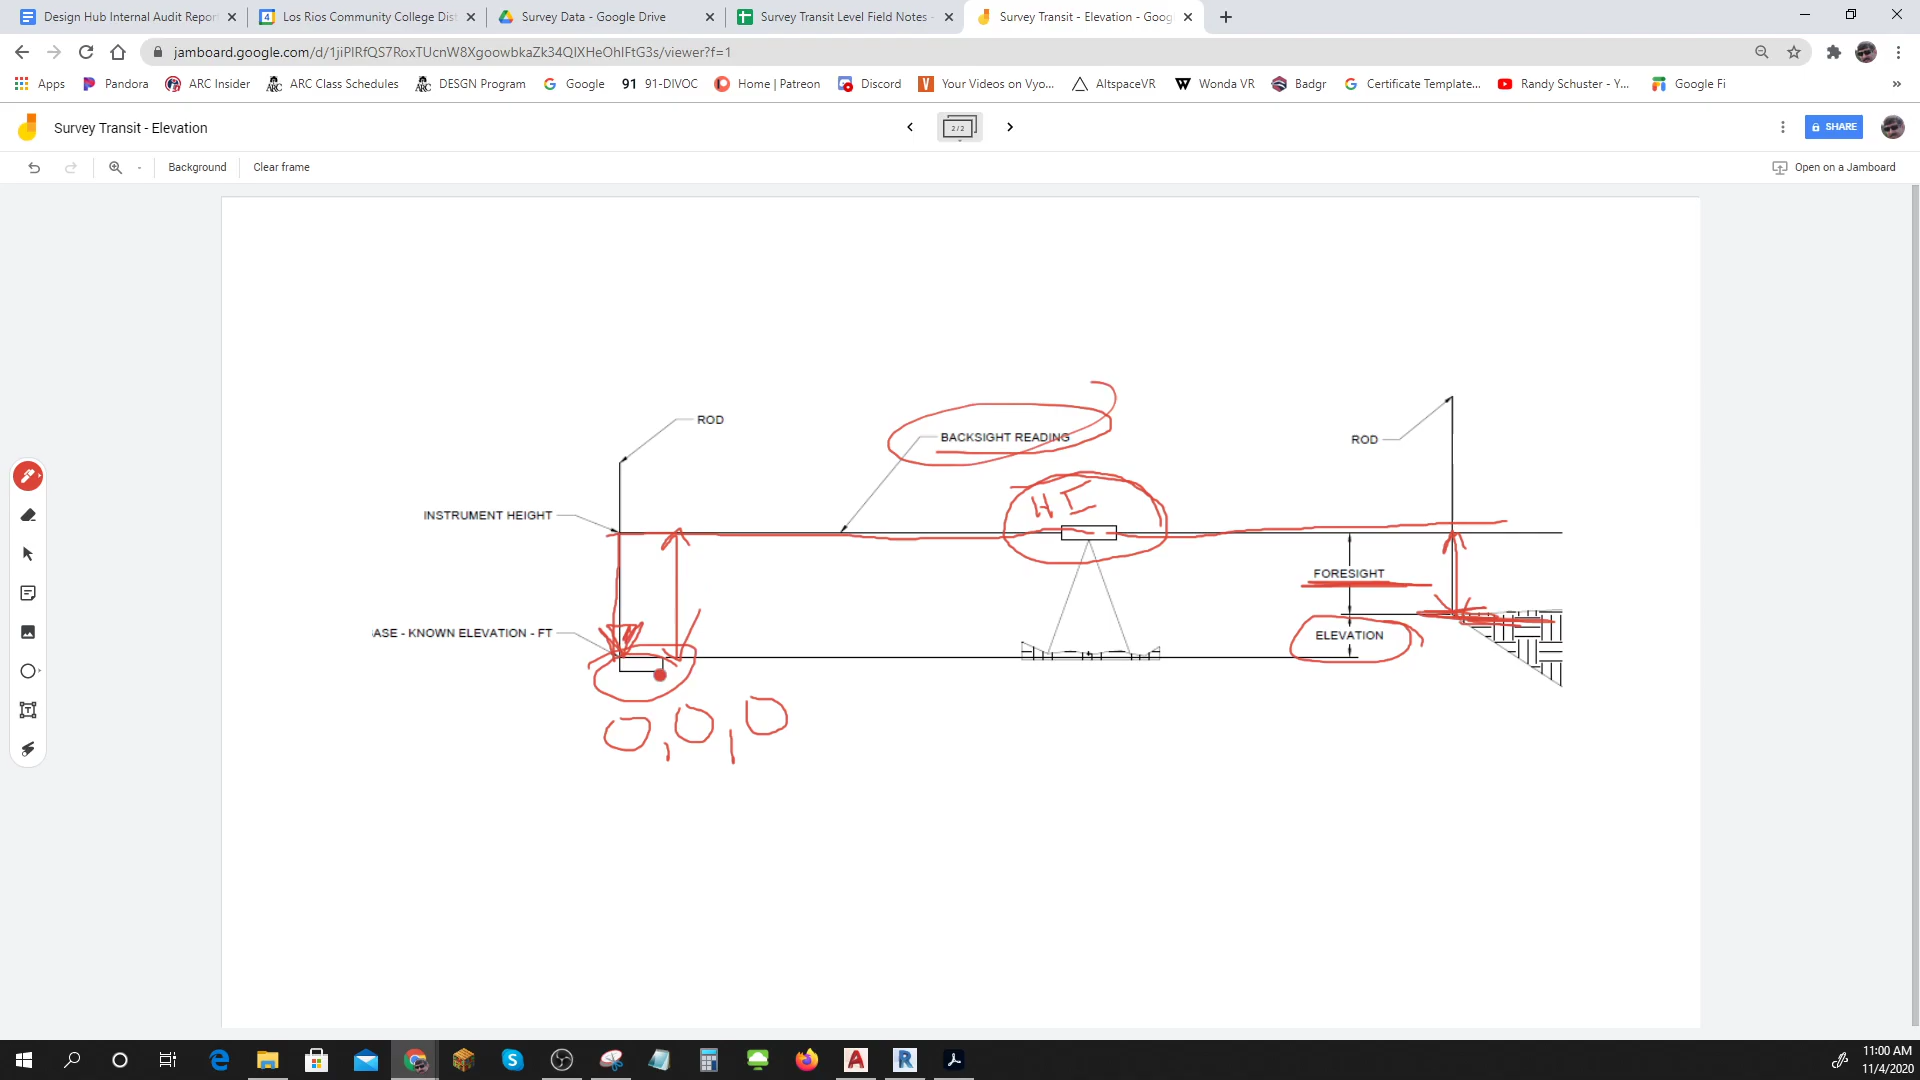 Design Hub Internal Audit Report
Los Rios Community College Dist
Survey Data - Google Drive
Survey Transit Level Field Notes -
Survey Transit - Elevation - Goog
jamboard.google.com/d/1jiPlRfQS7RoxTUcnW8XgoowbkaZk34QlXHeOhlFtG3s/viewer?f=1
Apps
Pandora
ARC Insider
ARC Class Schedules
DESGN Program
Google
91 91-DIVOC
Home | Patreon
Discord
Your Videos on Vyo...
AltspaceVR
Wonda VR
Badgr
Certificate Template...
Randy Schuster - Y...
Google Fi
Survey Transit - Elevation
2/2
SHARE
Background
Clear frame
Open on a Jamboard
ROD
BACKSIGHT READING
ROD
HI
INSTRUMENT HEIGHT
FORESIGHT
ASE - KNOWN ELEVATION - FT
ELEVATION
0,0,0
11:00 AM
11/4/2020